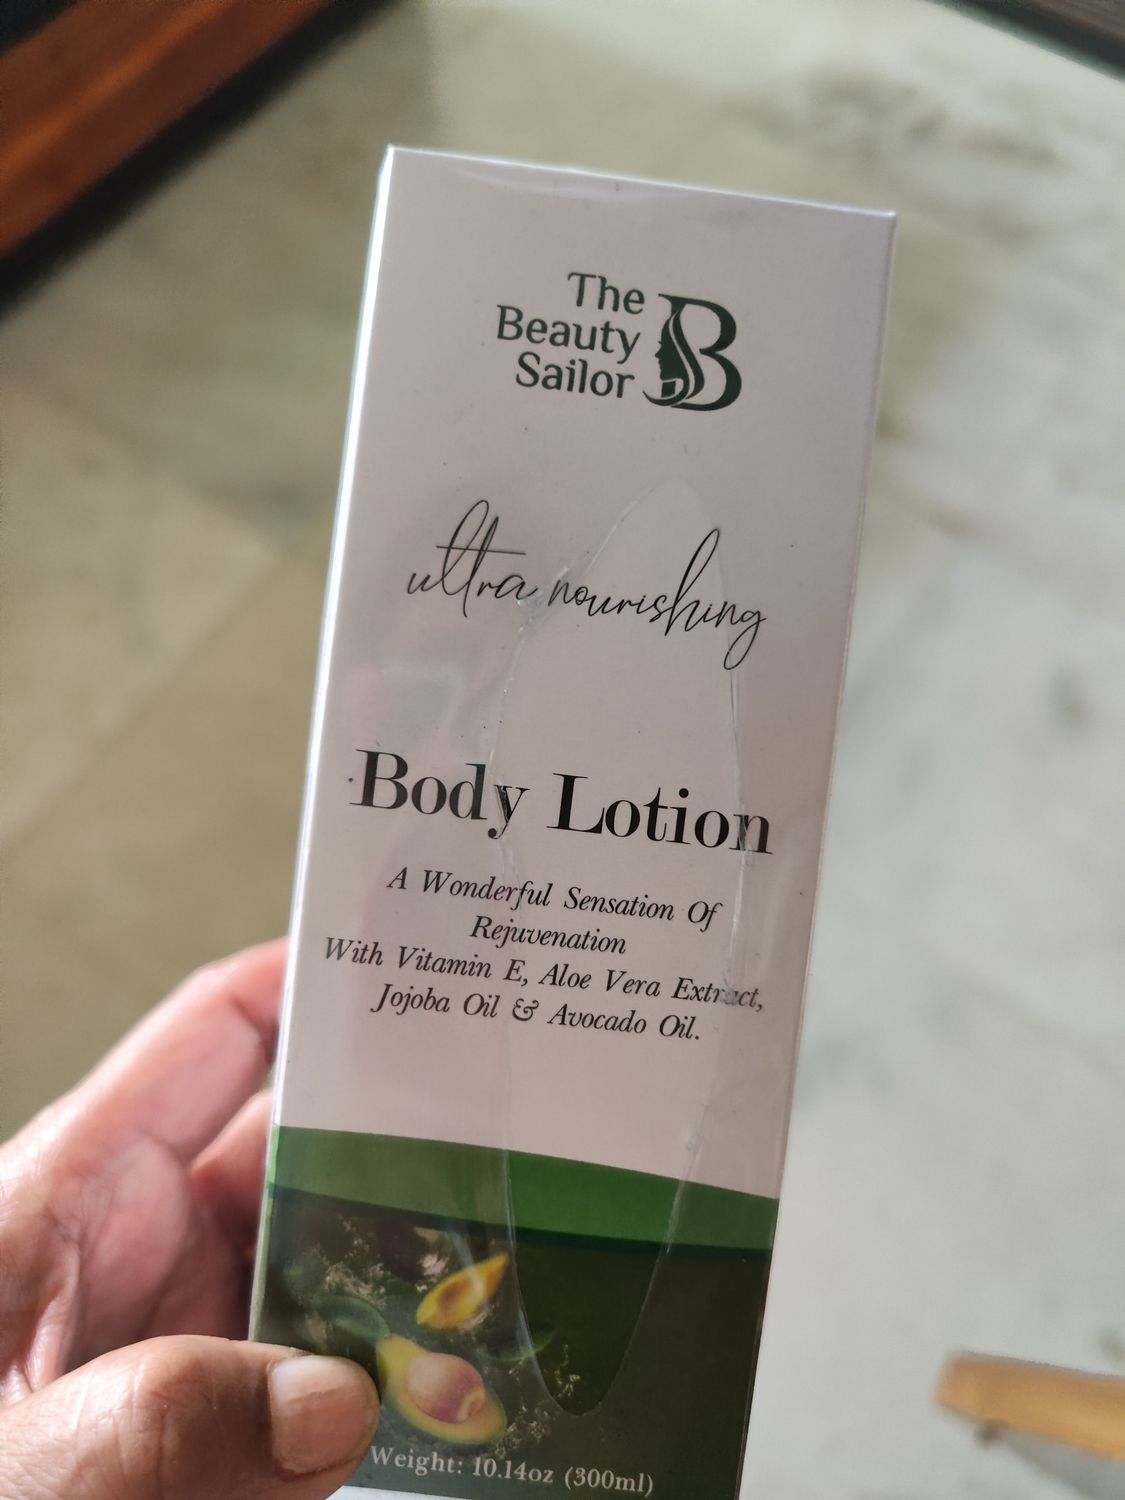 The
Beauty
Sailor
B
ultra nourishing
Body Lotion
A Wonderful Sensation Of
Rejuvenation
With Vitamin E, Aloe Vera Extract,
Jojoba Oil & Avocado Oil.
Weight: 10.14oz (300ml)